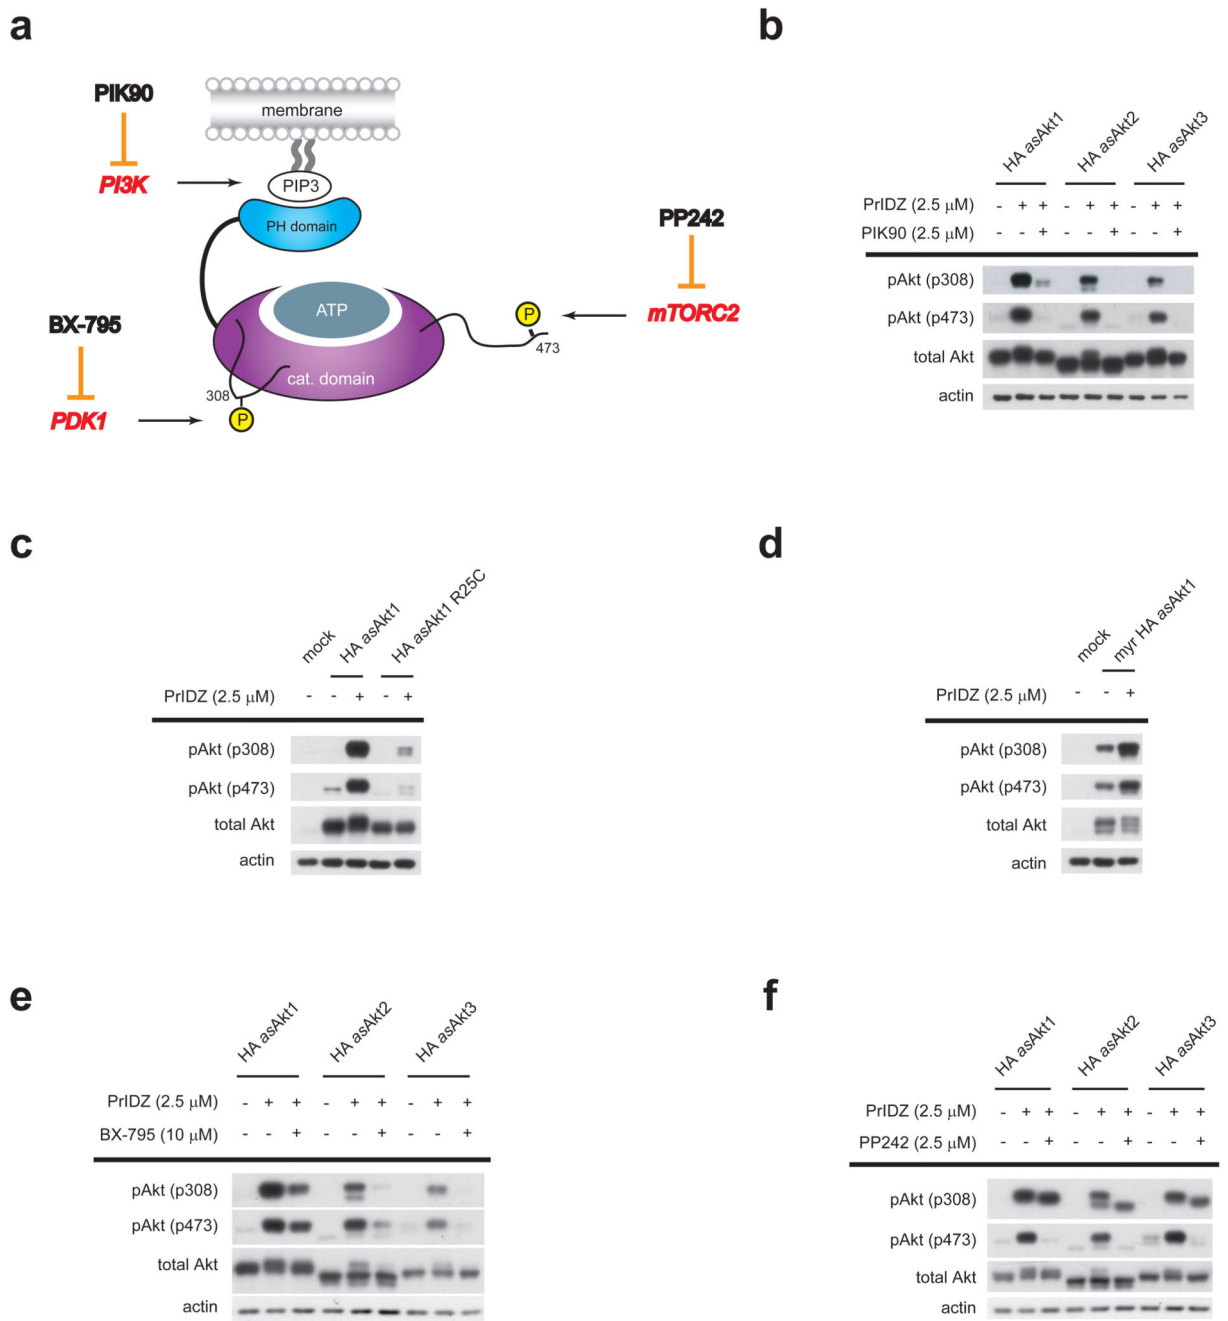 a
PIK90
membrane
PI3K
PIP3
PH domain
PP242
ATP
P
mTORC2
473
BX-795
cat. domain
308
PDK1
P
b
HA asAkt1 HA asAkt2 HA asAkt3
PrIDZ (2.5 μM) - + + - + + - + +
PIK90 (2.5 μM) - - + - - + - - +
pAkt (p308)
pAkt (p473)
total Akt
actin
c
mock HA asAkt1 HA asAkt1 R25C
PrIDZ (2.5 μM) - - + - +
pAkt (p308)
pAkt (p473)
total Akt
actin
d
mock myr HA asAkt1
PrIDZ (2.5 μM) - - +
pAkt (p308)
pAkt (p473)
total Akt
actin
e
HA asAkt1 HA asAkt2 HA asAkt3
PrIDZ (2.5 μM) - + + - + + - + +
BX-795 (10 μM) - - + - - + - - +
pAkt (p308)
pAkt (p473)
total Akt
actin
f
HA asAkt1 HA asAkt2 HA asAkt3
PrIDZ (2.5 μM) - + + - + + - + +
PP242 (2.5 μM) - - + - - + - - +
pAkt (p308)
pAkt (p473)
total Akt
actin